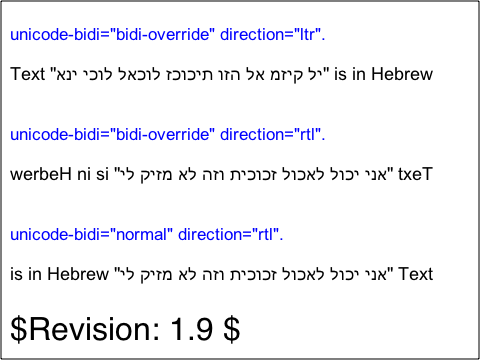 unicode-bidi="bidi-override" direction="ltr".
Text "יל קיזמ אל הזו תיכוכז לוכאל לוכי ינא" is in Hebrew
unicode-bidi="bidi-override" direction="rtl".
werbeH ni si "אני יכול לאכול זכוכית וזה לא מזיק לי" txeT
unicode-bidi="normal" direction="rtl".
is in Hebrew "אני יכול לאכול זכוכית וזה לא מזיק לי" Text
$Revision: 1.9 $